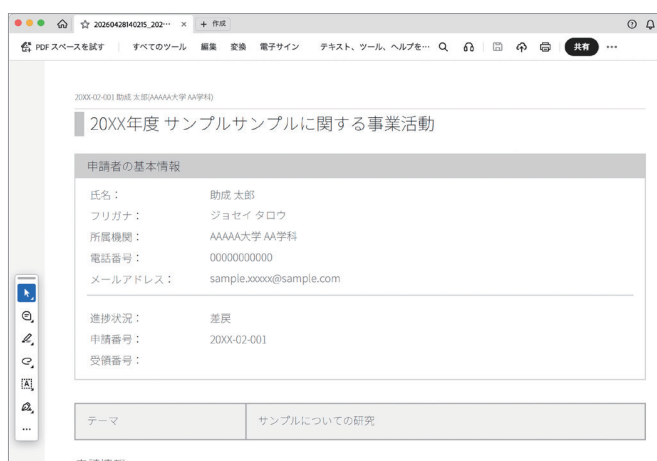 20260428140215_202…
+ 作成
PDF スペースを試す すべてのツール 編集 変換 電子サイン テキスト、ツール、ヘルプを… 共有
20XX-02-001 助成 太郎(AAAAA大学 AA学科)
20XX年度 サンプルサンプルに関する事業活動
申請者の基本情報
氏名： 助成 太郎
フリガナ： ジョセイ タロウ
所属機関： AAAAA大学 AA学科
電話番号： 00000000000
メールアドレス： sample.xxxxx@sample.com
進捗状況： 差戻
申請番号： 20XX-02-001
受領番号：
テーマ サンプルについての研究